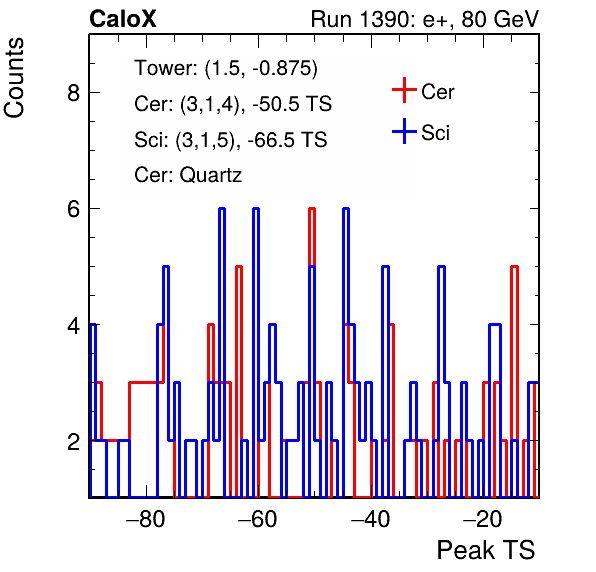 CaloX Run 1390: e+, 80 GeV
Counts
Tower: (1.5, -0.875)
Cer: (3,1,4), -50.5 TS
Sci: (3,1,5), -66.5 TS
Cer: Quartz
Cer
Sci
8
6
4
2
−80 −60 −40 −20
Peak TS